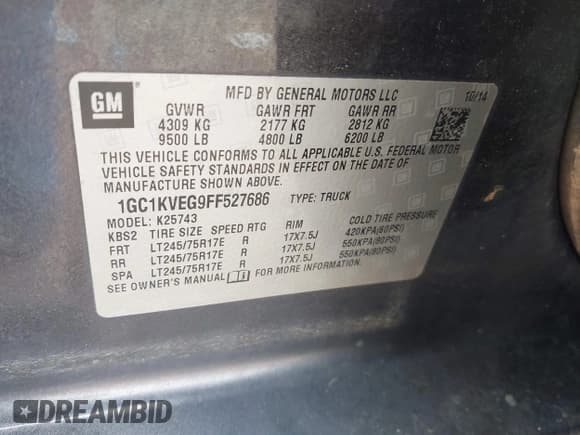 GM
MFD BY GENERAL MOTORS LLC 10/14
GVWR GAWR FRT GAWR RR
4309 KG 2177 KG 2812 KG
9500 LB 4800 LB 6200 LB
THIS VEHICLE CONFORMS TO ALL APPLICABLE U.S. FEDERAL MOTOR
VEHICLE SAFETY STANDARDS IN EFFECT ON THE DATE OF
MANUFACTURE SHOWN ABOVE.
1GC1KVEG9FF527686 TYPE: TRUCK
MODEL: K25743
KBS2 TIRE SIZE SPEED RTG RIM COLD TIRE PRESSURE
FRT LT245/75R17E R 17X7.5J 420KPA(60PSI)
RR LT245/75R17E R 17X7.5J 550KPA(80PSI)
SPA LT245/75R17E R 17X7.5J 550KPA(80PSI)
SEE OWNER'S MANUAL FOR MORE INFORMATION.
DREAMBID